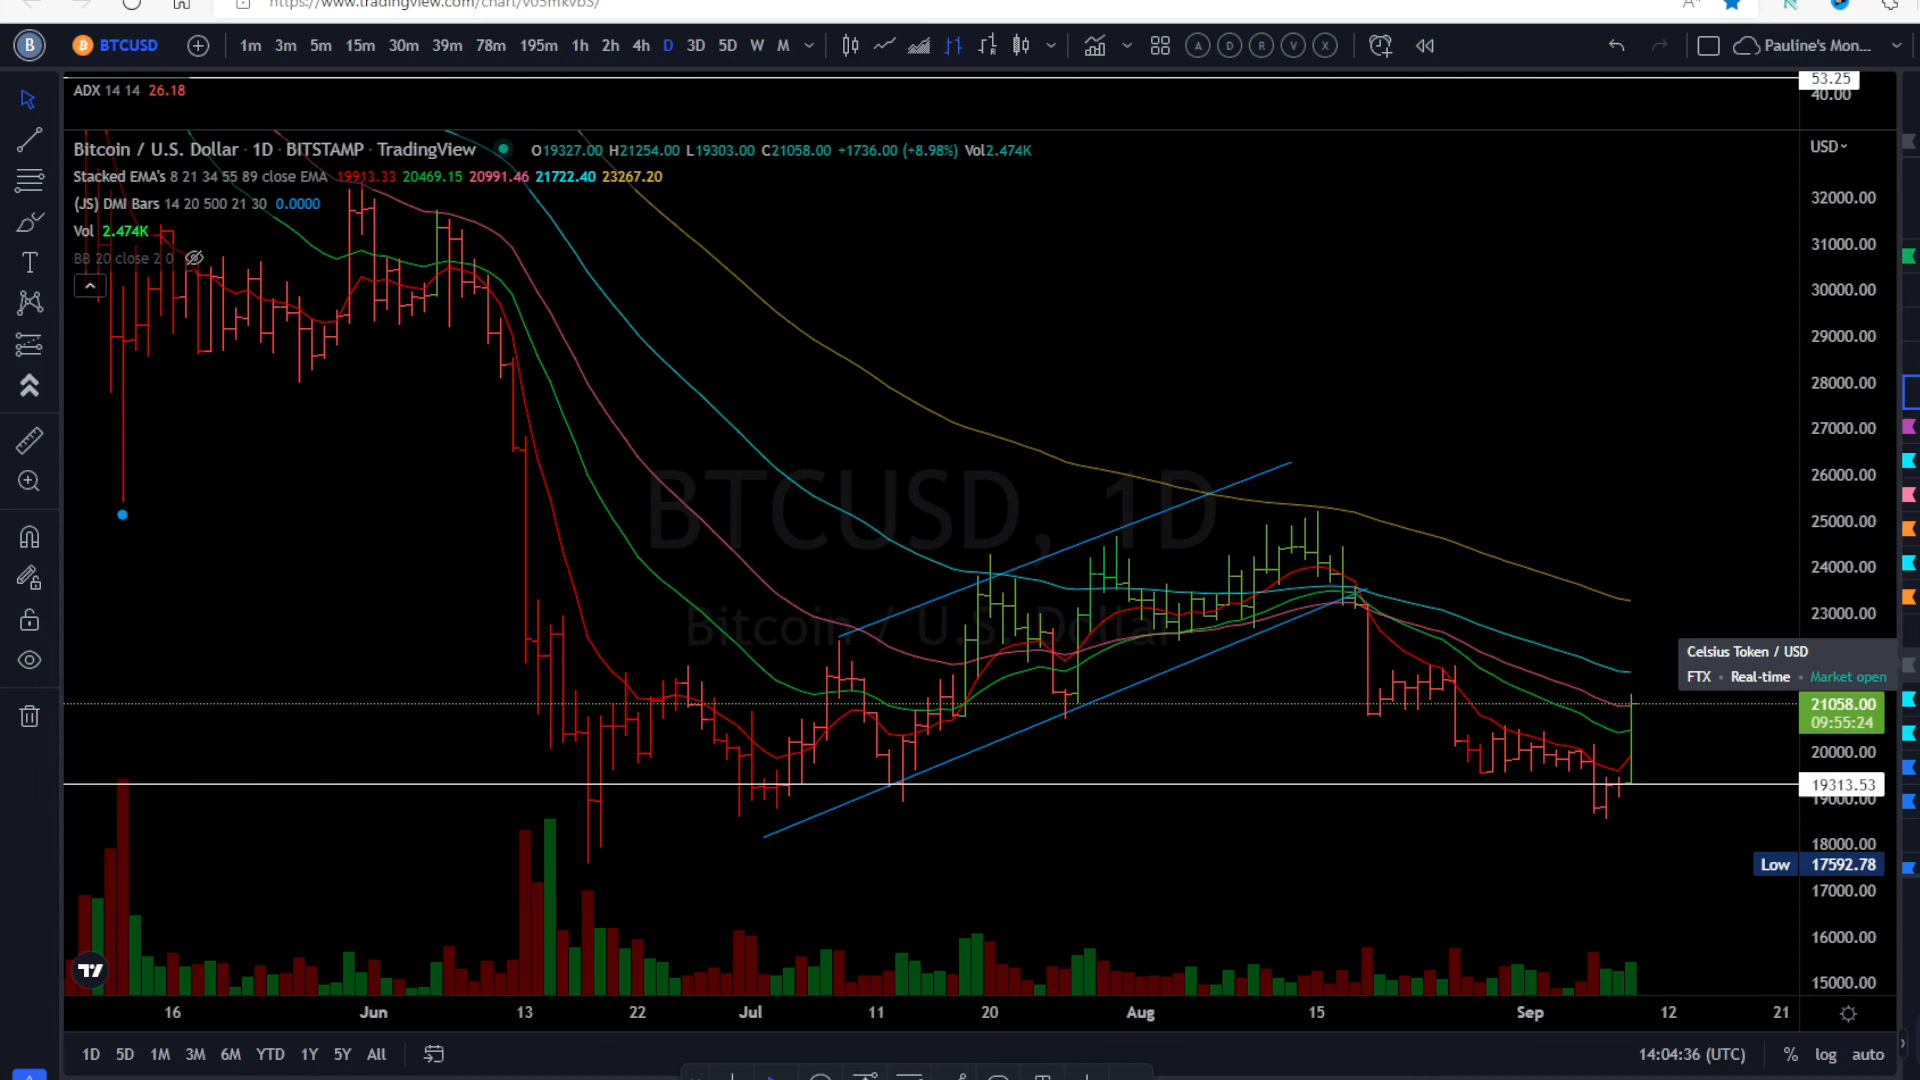 https://www.tradingview.com/chart/v05mkvbS/
B BTCUSD 1m 3m 5m 15m 30m 39m 78m 195m 1h 2h 4h D 3D 5D W M A D R V X Pauline's Mon...
ADX 14 14 26.18
53.25
40.00
Bitcoin / U.S. Dollar · 1D · BITSTAMP · TradingView O19327.00 H21254.00 L19303.00 C21058.00 +1736.00 (+8.98%) Vol2.474K
USD
Stacked EMA's 8 21 34 55 89 close EMA 19913.33 20469.15 20991.46 21722.40 23267.20
(JS) DMI Bars 14 20 500 21 30 0.0000
Vol 2.474K
BB 20 close 2 0
32000.00
31000.00
30000.00
29000.00
28000.00
27000.00
26000.00
25000.00
24000.00
23000.00
BTCUSD, 1D
Bitcoin / U.S. Dollar
Celsius Token / USD
FTX · Real-time · Market open
21058.00
09:55:24
20000.00
19313.53
19000.00
18000.00
Low 17592.78
17000.00
16000.00
15000.00
16 Jun 13 22 Jul 11 20 Aug 15 Sep 12 21
1D 5D 1M 3M 6M YTD 1Y 5Y All 14:04:36 (UTC) % log auto